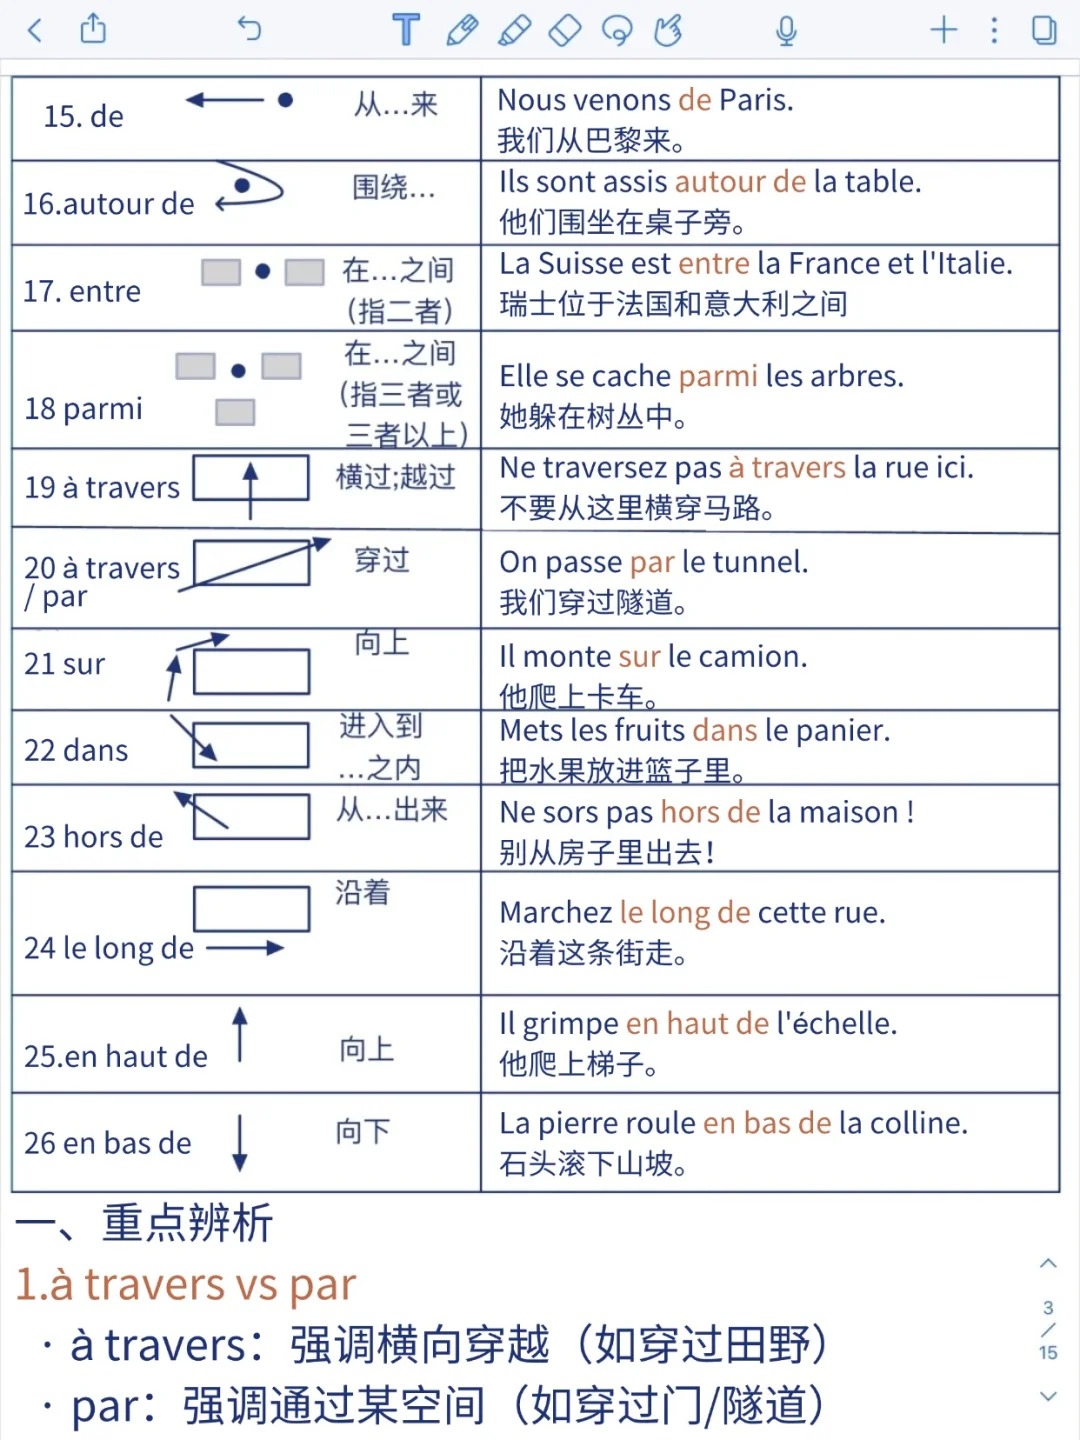 15. de
从…来
Nous venons de Paris.
我们从巴黎来。
16.autour de
围绕…
Ils sont assis autour de la table.
他们围坐在桌子旁。
17. entre
在…之间
(指二者)
La Suisse est entre la France et l'Italie.
瑞士位于法国和意大利之间
18 parmi
在…之间
(指三者或
三者以上)
Elle se cache parmi les arbres.
她躲在树丛中。
19 à travers
横过;越过
Ne traversez pas à travers la rue ici.
不要从这里横穿马路。
20 à travers
/ par
穿过
On passe par le tunnel.
我们穿过隧道。
21 sur
向上
Il monte sur le camion.
他爬上卡车。
22 dans
进入到
…之内
Mets les fruits dans le panier.
把水果放进篮子里。
23 hors de
从…出来
Ne sors pas hors de la maison !
别从房子里出去！
24 le long de
沿着
Marchez le long de cette rue.
沿着这条街走。
25.en haut de
向上
Il grimpe en haut de l'échelle.
他爬上梯子。
26 en bas de
向下
La pierre roule en bas de la colline.
石头滚下山坡。
一、重点辨析
1.à travers vs par
· à travers：强调横向穿越（如穿过田野）
· par：强调通过某空间（如穿过门/隧道）
3
/
15